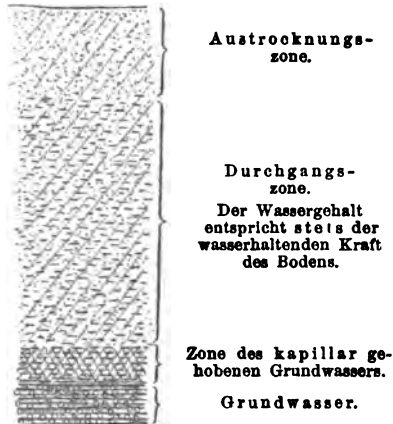 Austrocknungs-
zone.
Durchgangs-
zone.
Der Wassergehalt
entspricht stets der
wasserhaltenden Kraft
des Bodens.
Zone des kapillar ge-
hobenen Grundwassers.
Grundwasser.